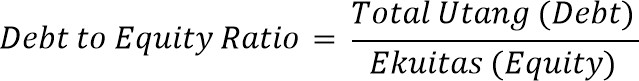 Debt to Equity Ratio = Total Utang (Debt)
Ekuitas (Equity)